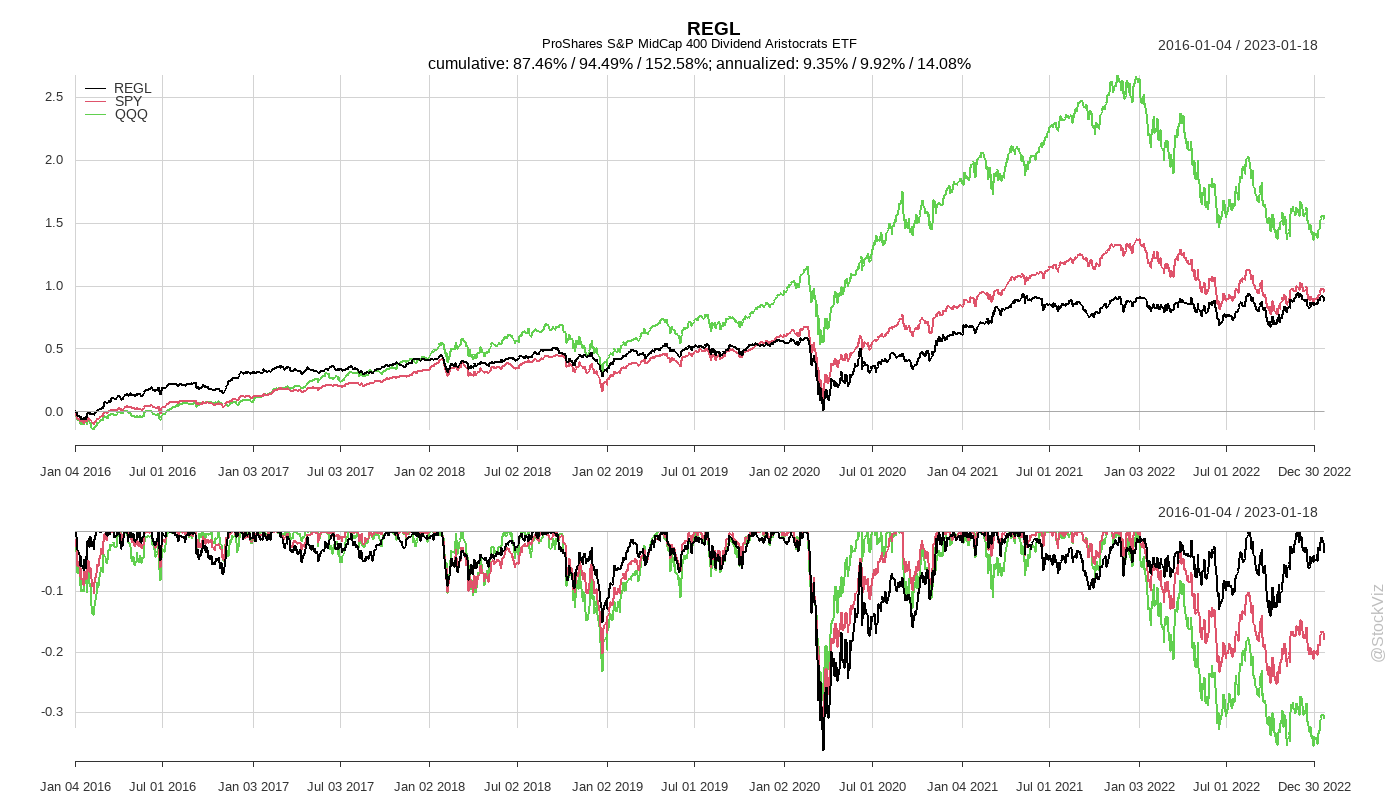 REGL
ProShares S&P MidCap 400 Dividend Aristocrats ETF
2016-01-04 / 2023-01-18
cumulative: 87.46% / 94.49% / 152.58%; annualized: 9.35% / 9.92% / 14.08%
REGL
SPY
QQQ
2.5
2.0
1.5
1.0
0.5
0.0
Jan 04 2016 Jul 01 2016 Jan 03 2017 Jul 03 2017 Jan 02 2018 Jul 02 2018 Jan 02 2019 Jul 01 2019 Jan 02 2020 Jul 01 2020 Jan 04 2021 Jul 01 2021 Jan 03 2022 Jul 01 2022 Dec 30 2022
2016-01-04 / 2023-01-18
-0.1
-0.2
-0.3
Jan 04 2016 Jul 01 2016 Jan 03 2017 Jul 03 2017 Jan 02 2018 Jul 02 2018 Jan 02 2019 Jul 01 2019 Jan 02 2020 Jul 01 2020 Jan 04 2021 Jul 01 2021 Jan 03 2022 Jul 01 2022 Dec 30 2022
@StockViz